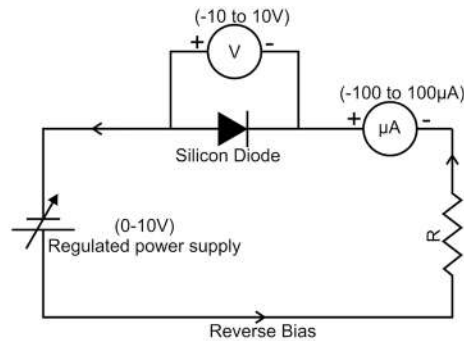 (-10 to 10V)
+ V -
(-100 to 100µA)
+ µA -
Silicon Diode
(0-10V)
Regulated power supply
R
Reverse Bias